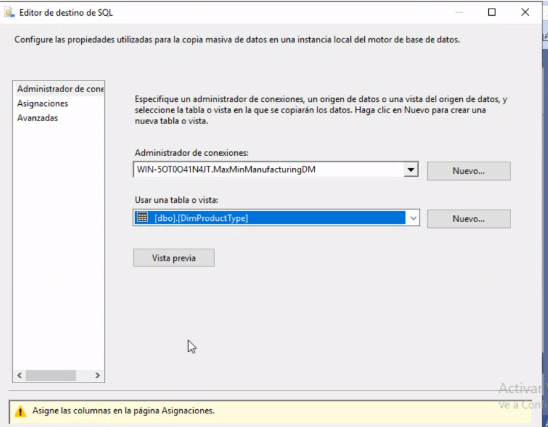 Editor de destino de SQL
Configure las propiedades utilizadas para la copia masiva de datos en una instancia local del motor de base de datos.
Administrador de cone
Asignaciones
Avanzadas
Especifique un administrador de conexiones, un origen de datos o una vista del origen de datos, y
seleccione la tabla o vista en la que se copiarán los datos. Haga clic en Nuevo para crear una
nueva tabla o vista.
Administrador de conexiones:
WIN-5OT0O41N4JT.MaxMinManufacturingDM
Nuevo...
Usar una tabla o vista:
[dbo].[DimProductType]
Nuevo...
Vista previa
Activar
Ve a Con
Asigne las columnas en la página Asignaciones.